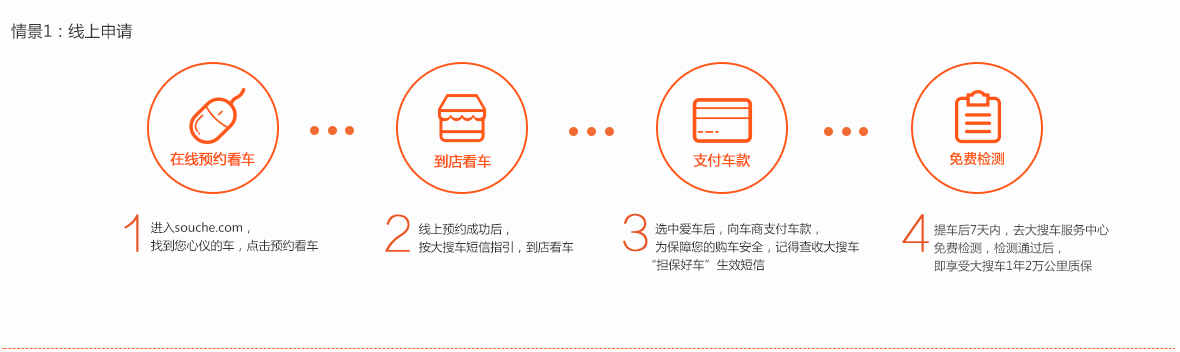 情景1：线上申请
在线预约看车
到店看车
支付车款
免费检测
1
进入souche.com，
找到您心仪的车，点击预约看车
2
线上预约成功后，
按大搜车短信指引，到店看车
3
选中爱车后，向车商支付车款，
为保障您的购车安全，记得查收大搜车
“担保好车”生效短信
4
提车后7天内，去大搜车服务中心
免费检测，检测通过后，
即享受大搜车1年2万公里质保